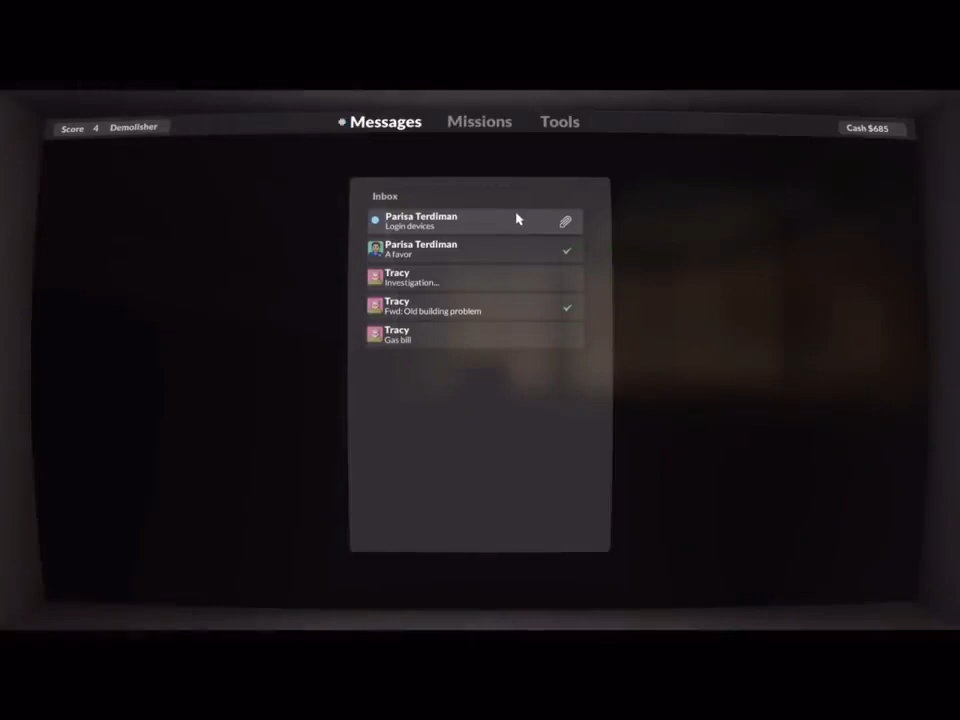 Score 4 Demolisher
Messages Missions Tools
Cash $685
Inbox
Parisa Terdiman
Login devices
Parisa Terdiman
A favor
Tracy
Investigation...
Tracy
Fwd: Old building problem
Tracy
Gas bill